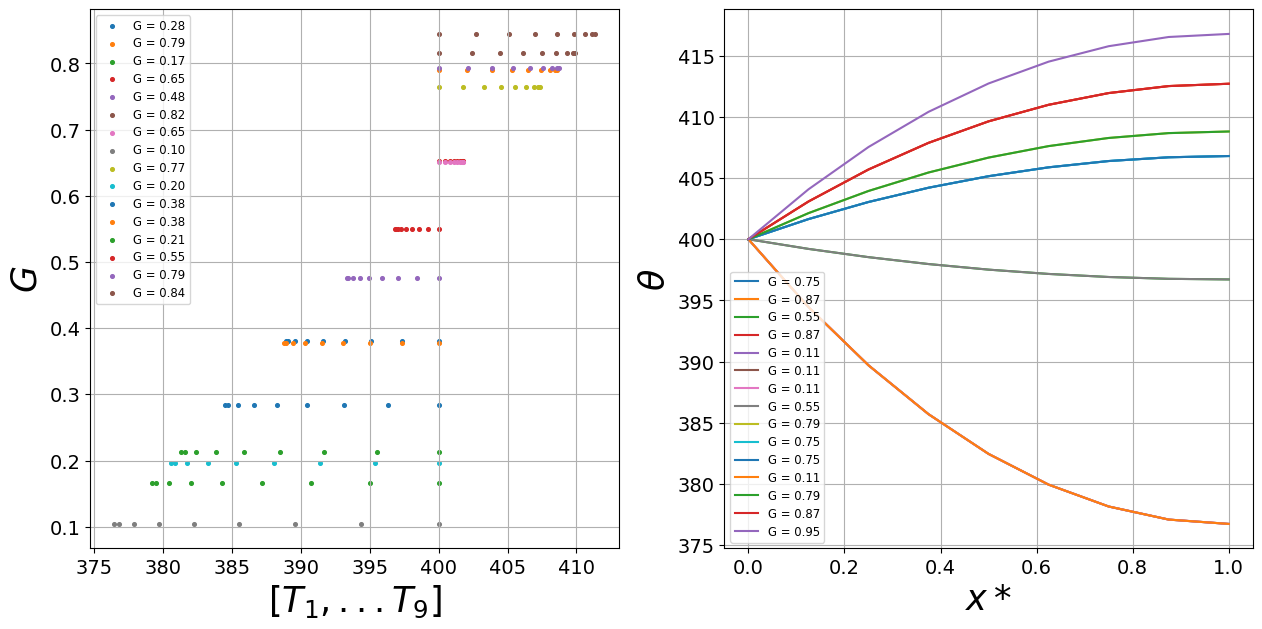 G = 0.28
G = 0.79
G = 0.17
G = 0.65
G = 0.48
G = 0.82
G = 0.65
G = 0.10
G = 0.77
G = 0.20
G = 0.38
G = 0.38
G = 0.21
G = 0.55
G = 0.79
G = 0.84
0.8
0.7
0.6
0.5
0.4
0.3
0.2
0.1
G
375 380 385 390 395 400 405 410
[T₁, . . . T₉]
415
410
405
400
395
390
385
380
375
θ
G = 0.75
G = 0.87
G = 0.55
G = 0.87
G = 0.11
G = 0.11
G = 0.11
G = 0.55
G = 0.79
G = 0.75
G = 0.75
G = 0.11
G = 0.79
G = 0.87
G = 0.95
0.0 0.2 0.4 0.6 0.8 1.0
x *